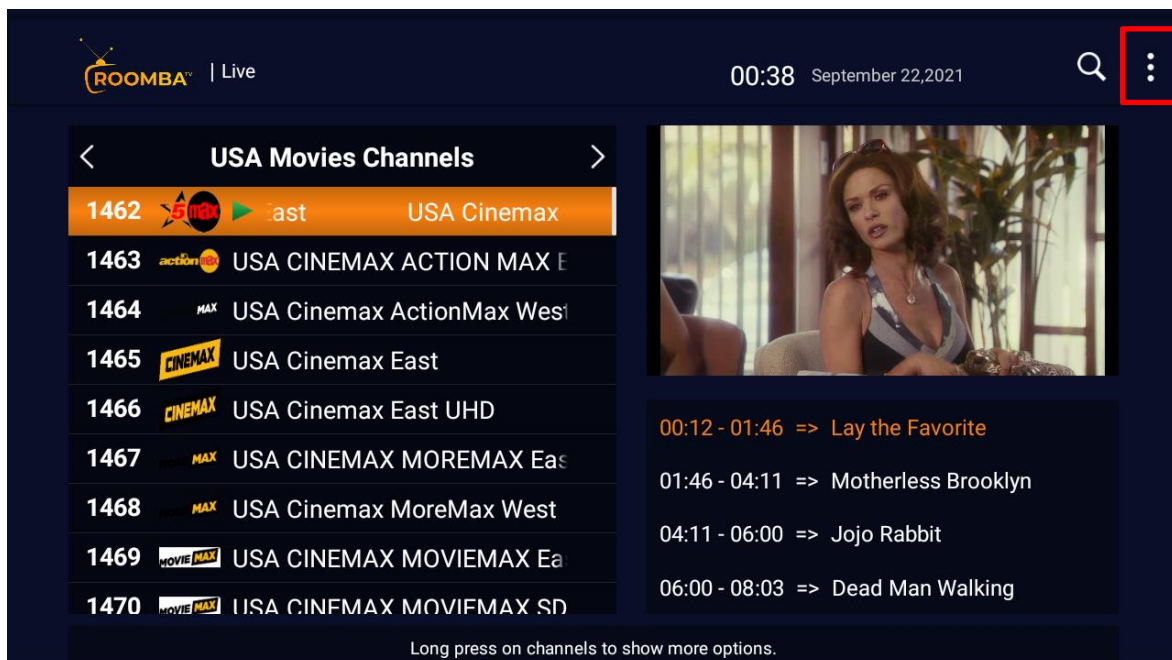 ROOMBA TV | Live
00:38 September 22,2021
USA Movies Channels
1462 5 max East USA Cinemax
1463 action max USA CINEMAX ACTION MAX E
1464 MAX USA Cinemax ActionMax West
1465 CINEMAX USA Cinemax East
1466 CINEMAX USA Cinemax East UHD
1467 MAX USA CINEMAX MOREMAX Eas
1468 MAX USA Cinemax MoreMax West
1469 MOVIE MAX USA CINEMAX MOVIEMAX Ea
1470 MOVIE MAX USA CINEMAX MOVIEMAX SD
00:12 - 01:46 => Lay the Favorite
01:46 - 04:11 => Motherless Brooklyn
04:11 - 06:00 => Jojo Rabbit
06:00 - 08:03 => Dead Man Walking
Long press on channels to show more options.